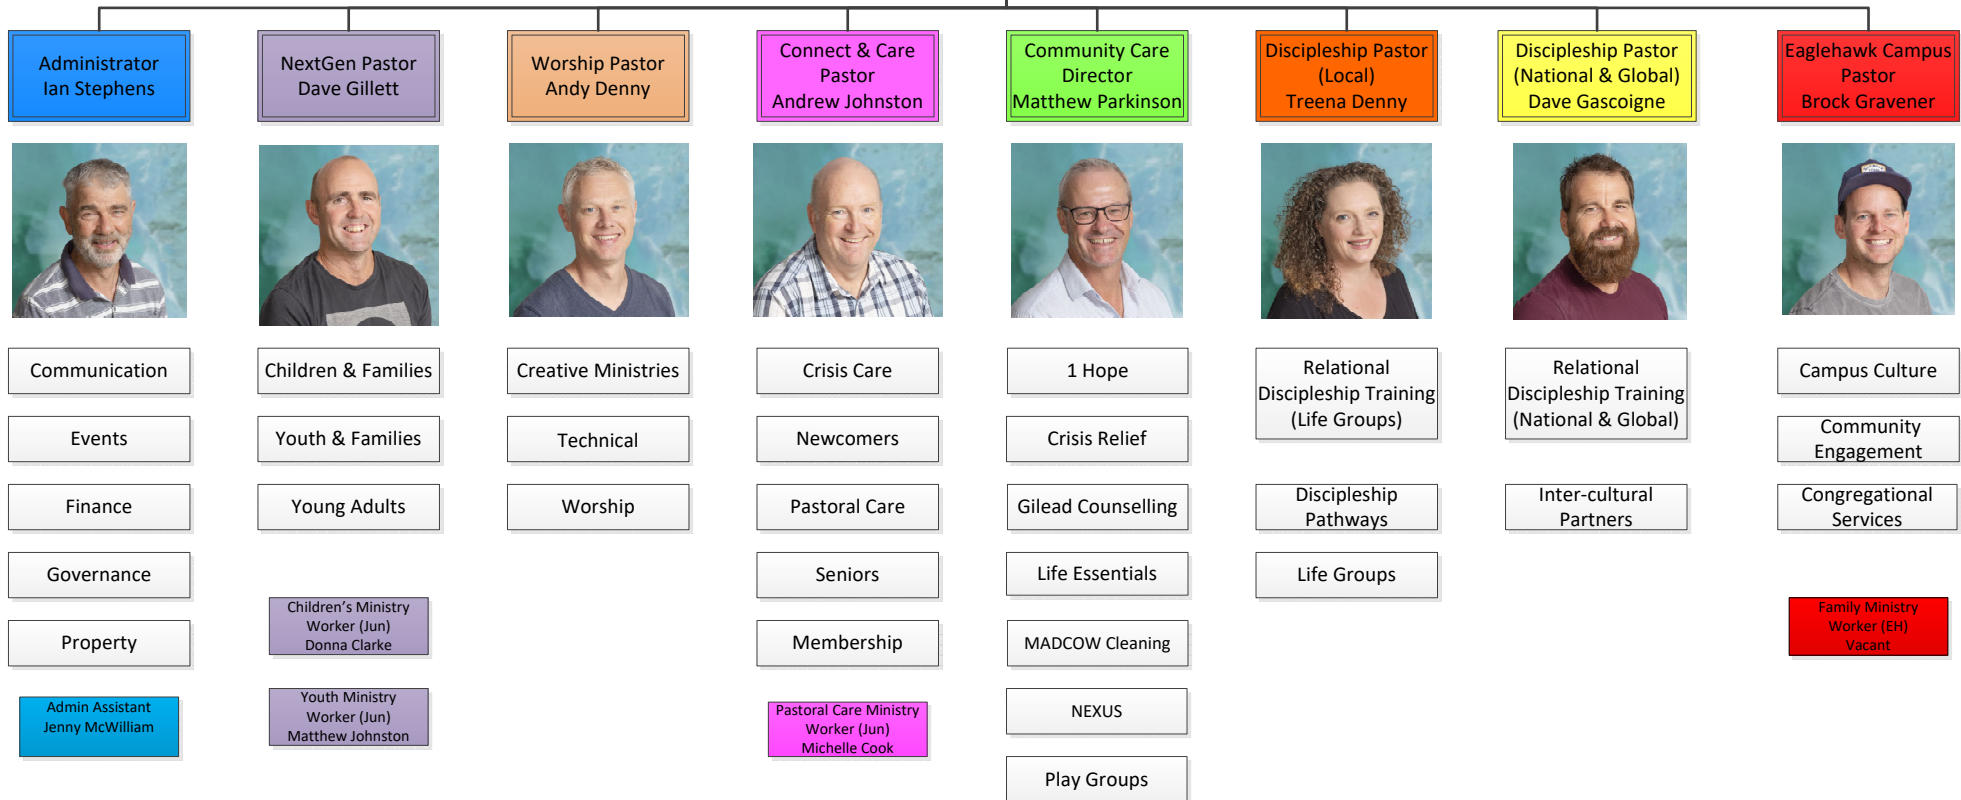 Administrator
Ian Stephens
NextGen Pastor
Dave Gillett
Worship Pastor
Andy Denny
Connect & Care
Pastor
Andrew Johnston
Community Care
Director
Matthew Parkinson
Discipleship Pastor
(Local)
Treena Denny
Discipleship Pastor
(National & Global)
Dave Gascoigne
Eaglehawk Campus
Pastor
Brock Gravener
Communication
Events
Finance
Governance
Property
Admin Assistant
Jenny McWilliam
Children & Families
Youth & Families
Young Adults
Children’s Ministry
Worker (Jun)
Donna Clarke
Youth Ministry
Worker (Jun)
Matthew Johnston
Creative Ministries
Technical
Worship
Crisis Care
Newcomers
Pastoral Care
Seniors
Membership
Pastoral Care Ministry
Worker (Jun)
Michelle Cook
1 Hope
Crisis Relief
Gilead Counselling
Life Essentials
MADCOW Cleaning
NEXUS
Play Groups
Relational
Discipleship Training
(Life Groups)
Discipleship
Pathways
Life Groups
Relational
Discipleship Training
(National & Global)
Inter-cultural
Partners
Campus Culture
Community
Engagement
Congregational
Services
Family Ministry
Worker (EH)
Vacant